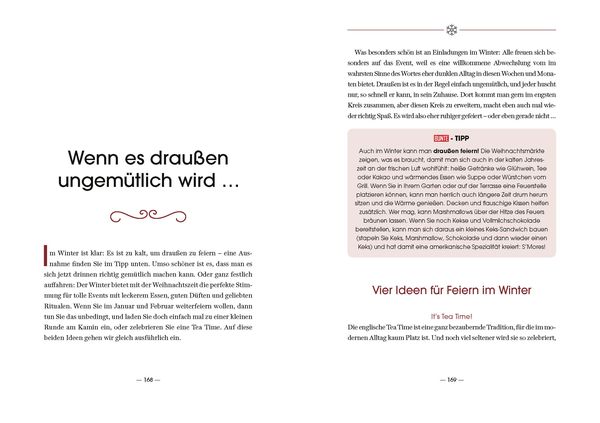 Wenn es draußen
ungemütlich wird …
Im Winter ist klar: Es ist zu kalt, um draußen zu feiern – eine Aus-
nahme finden Sie im Tipp unten. Umso schöner ist es, dass man es
sich jetzt drinnen richtig gemütlich machen kann. Oder ganz festlich
auffahren: Der Winter bietet mit der Weihnachtszeit die perfekte Stim-
mung für tolle Events mit leckerem Essen, guten Düften und geliebten
Ritualen. Wenn Sie im Januar und Februar weiterfeiern wollen, dann
tun Sie das unbedingt, und laden Sie doch einfach mal zu einer kleinen
Runde am Kamin ein, oder zelebrieren Sie eine Tea Time. Auf diese
beiden Ideen gehen wir gleich ausführlich ein.
— 168 —
Was besonders schön ist an Einladungen im Winter: Alle freuen sich be-
sonders auf das Event, weil es eine willkommene Abwechslung vom im
wahrsten Sinne des Wortes eher dunklen Alltag in diesen Wochen und Mona-
ten bietet. Draußen ist es in der Regel einfach ungemütlich, und jeder huscht
nur, so schnell er kann, in sein Zuhause. Dort kommt man gern im engsten
Kreis zusammen, aber diesen Kreis zu erweitern, macht eben auch mal wie-
der richtig Spaß. Es wird also eher ruhiger gefeiert – oder eben gerade nicht …
BUNTE - TIPP
Auch im Winter kann man draußen feiern! Die Weihnachtsmärkte
zeigen, was es braucht, damit man sich auch in der kalten Jahres-
zeit an der frischen Luft wohlfühlt: heiße Getränke wie Glühwein, Tee
oder Kakao und wärmendes Essen wie Suppe oder Würstchen vom
Grill. Wenn Sie in Ihrem Garten oder auf der Terrasse eine Feuerstelle
platzieren können, kann man herrlich auch längere Zeit drum herum
sitzen und die Wärme genießen. Decken und flauschige Kissen helfen
zusätzlich. Wer mag, kann Marshmallows über der Hitze des Feuers
bräunen lassen. Wenn Sie noch Kekse und Vollmilchschokolade
bereitstellen, kann man sich daraus ein kleines Keks-Sandwich bauen
(stapeln Sie Keks, Marshmallow, Schokolade und dann wieder einen
Keks) und hat damit eine amerikanische Spezialität kreiert: S'Mores!
Vier Ideen für Feiern im Winter
It's Tea Time!
Die englische Tea Time ist eine ganz bezaubernde Tradition, für die im mo-
dernen Alltag kaum Platz ist. Und noch viel seltener wird sie so zelebriert,
— 169 —